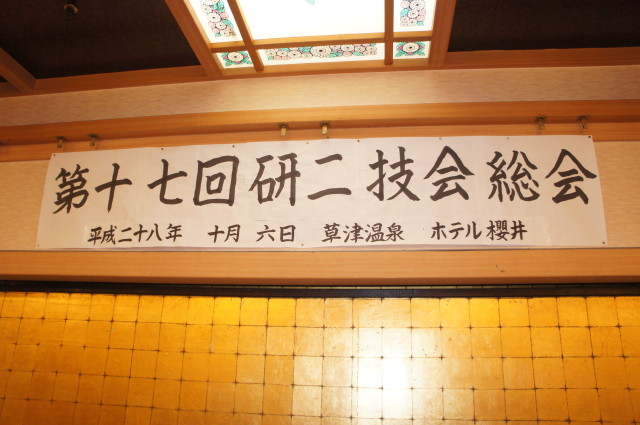 第十七回研二技会総会
平成二十八年 十月 六日 草津温泉 ホテル櫻井